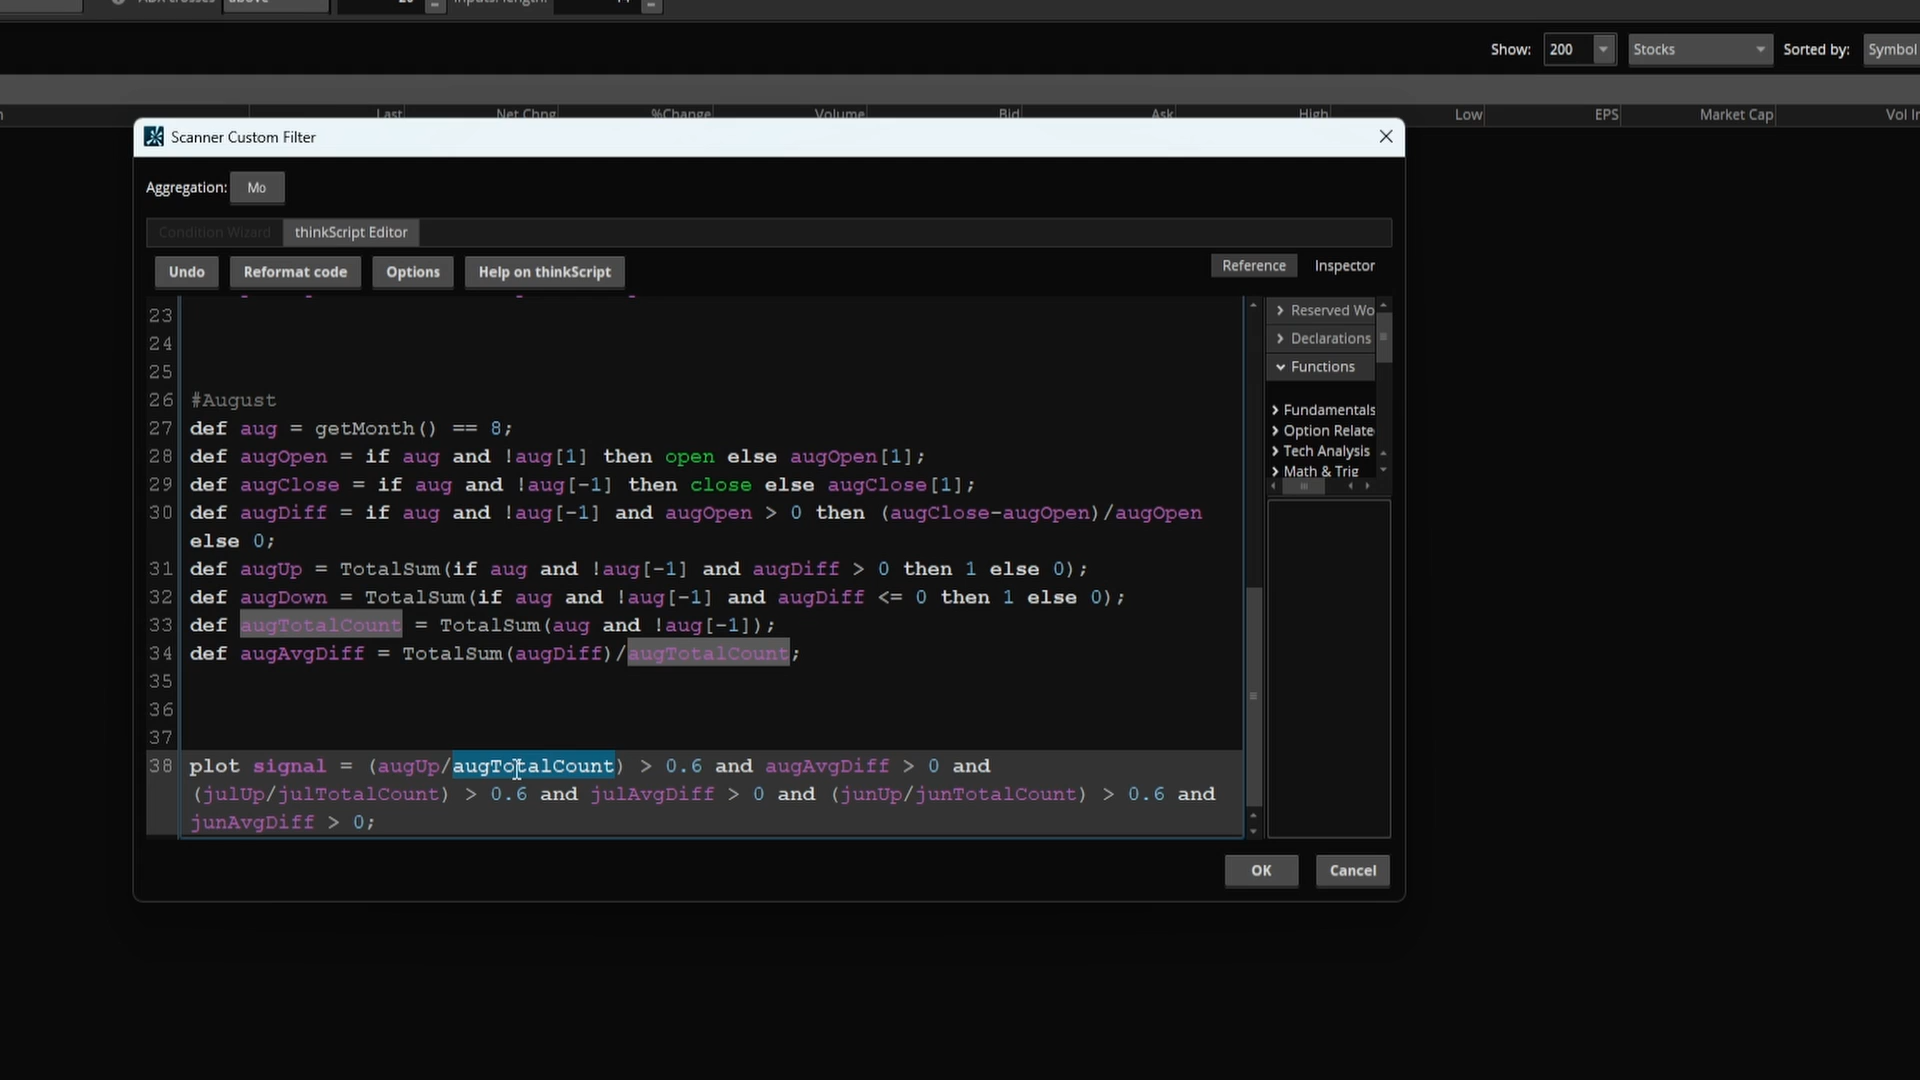 ADX crosses above 20 Inputs: length:
Show: 200 Stocks Sorted by: Symbol
Last Net Chng %Change Volume Bid Ask High Low EPS Market Cap Vol
Scanner Custom Filter
Aggregation: Mo
Condition Wizard thinkScript Editor
Undo Reformat code Options Help on thinkScript Reference Inspector
23
24
25
26 #August
27 def aug = getMonth() == 8;
28 def augOpen = if aug and !aug[1] then open else augOpen[1];
29 def augClose = if aug and !aug[-1] then close else augClose[1];
30 def augDiff = if aug and !aug[-1] and augOpen > 0 then (augClose-augOpen)/augOpen
else 0;
31 def augUp = TotalSum(if aug and !aug[-1] and augDiff > 0 then 1 else 0);
32 def augDown = TotalSum(if aug and !aug[-1] and augDiff <= 0 then 1 else 0);
33 def augTotalCount = TotalSum(aug and !aug[-1]);
34 def augAvgDiff = TotalSum(augDiff)/augTotalCount;
35
36
37
38 plot signal = (augUp/augTotalCount) > 0.6 and augAvgDiff > 0 and
(julUp/julTotalCount) > 0.6 and julAvgDiff > 0 and (junUp/junTotalCount) > 0.6 and
junAvgDiff > 0;
Reserved Wo
Declarations
Functions
Fundamentals
Option Relate
Tech Analysis
Math & Trig
OK Cancel